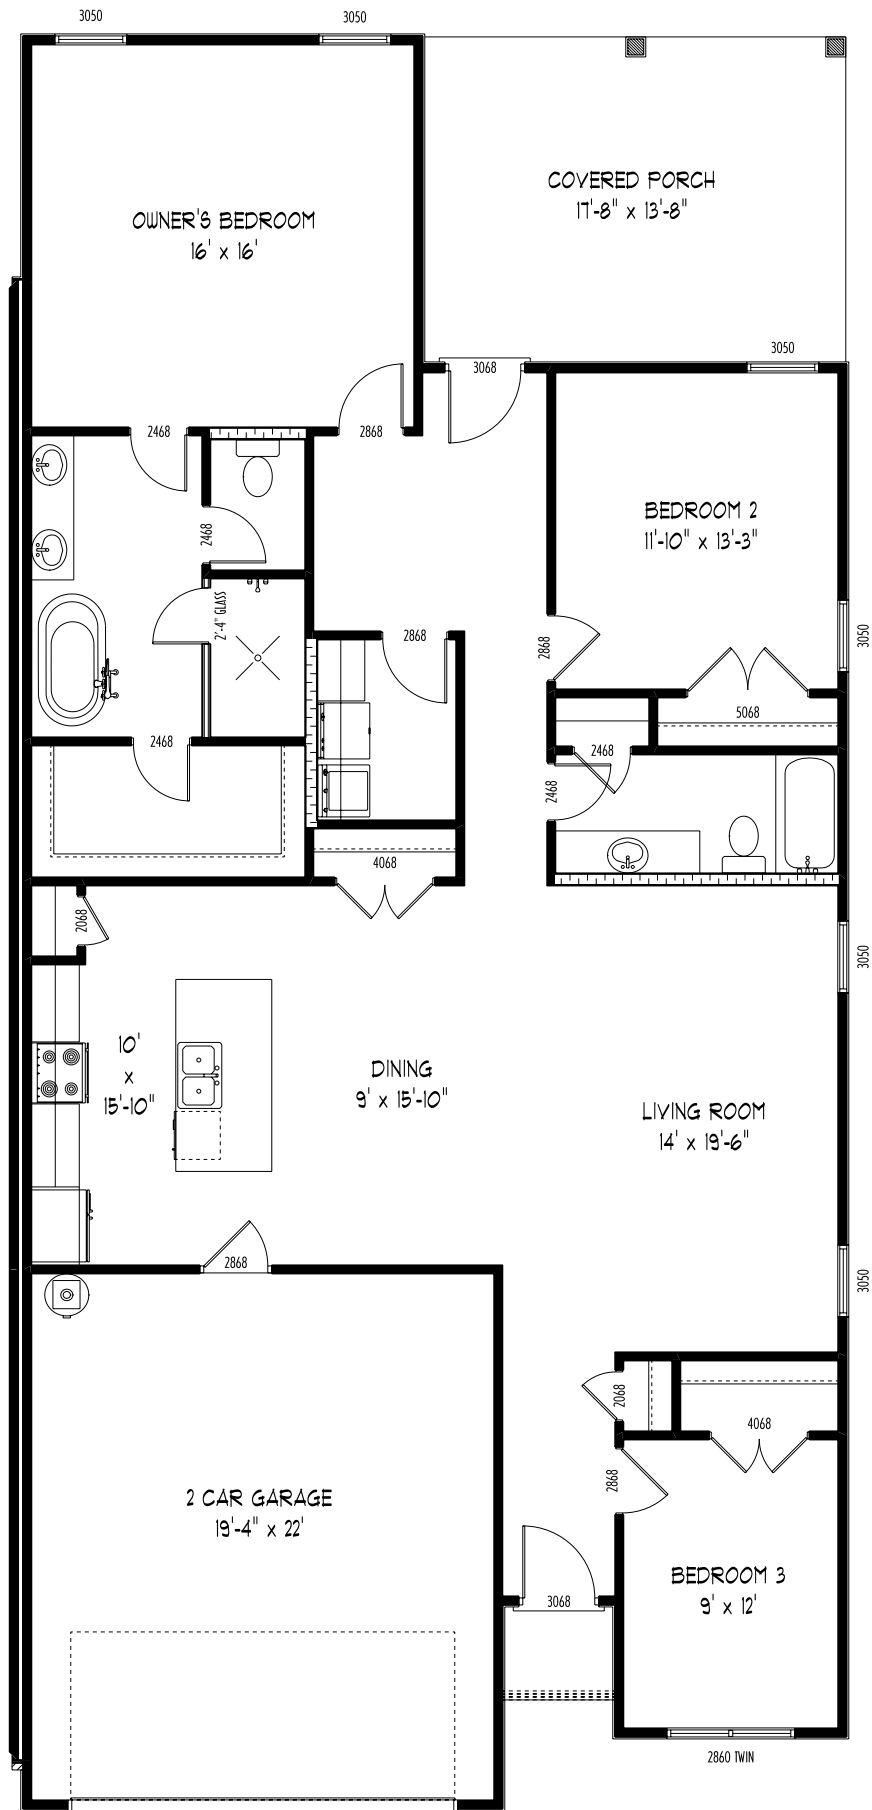 3050
3050
COVERED PORCH
17'-8" x 13'-8"
OWNER'S BEDROOM
16' x 16'
3050
3068
2468
2868
BEDROOM 2
11'-10" x 13'-3"
2468
2'-4" GLASS
2868
2868
3050
5068
2468
2468
2468
4068
2068
3050
10'
x
15'-10"
DINING
9' x 15'-10"
LIVING ROOM
14' x 19'-6"
2868
3050
2068
4068
2868
2 CAR GARAGE
19'-4" x 22'
BEDROOM 3
9' x 12'
3068
2860 TWIN